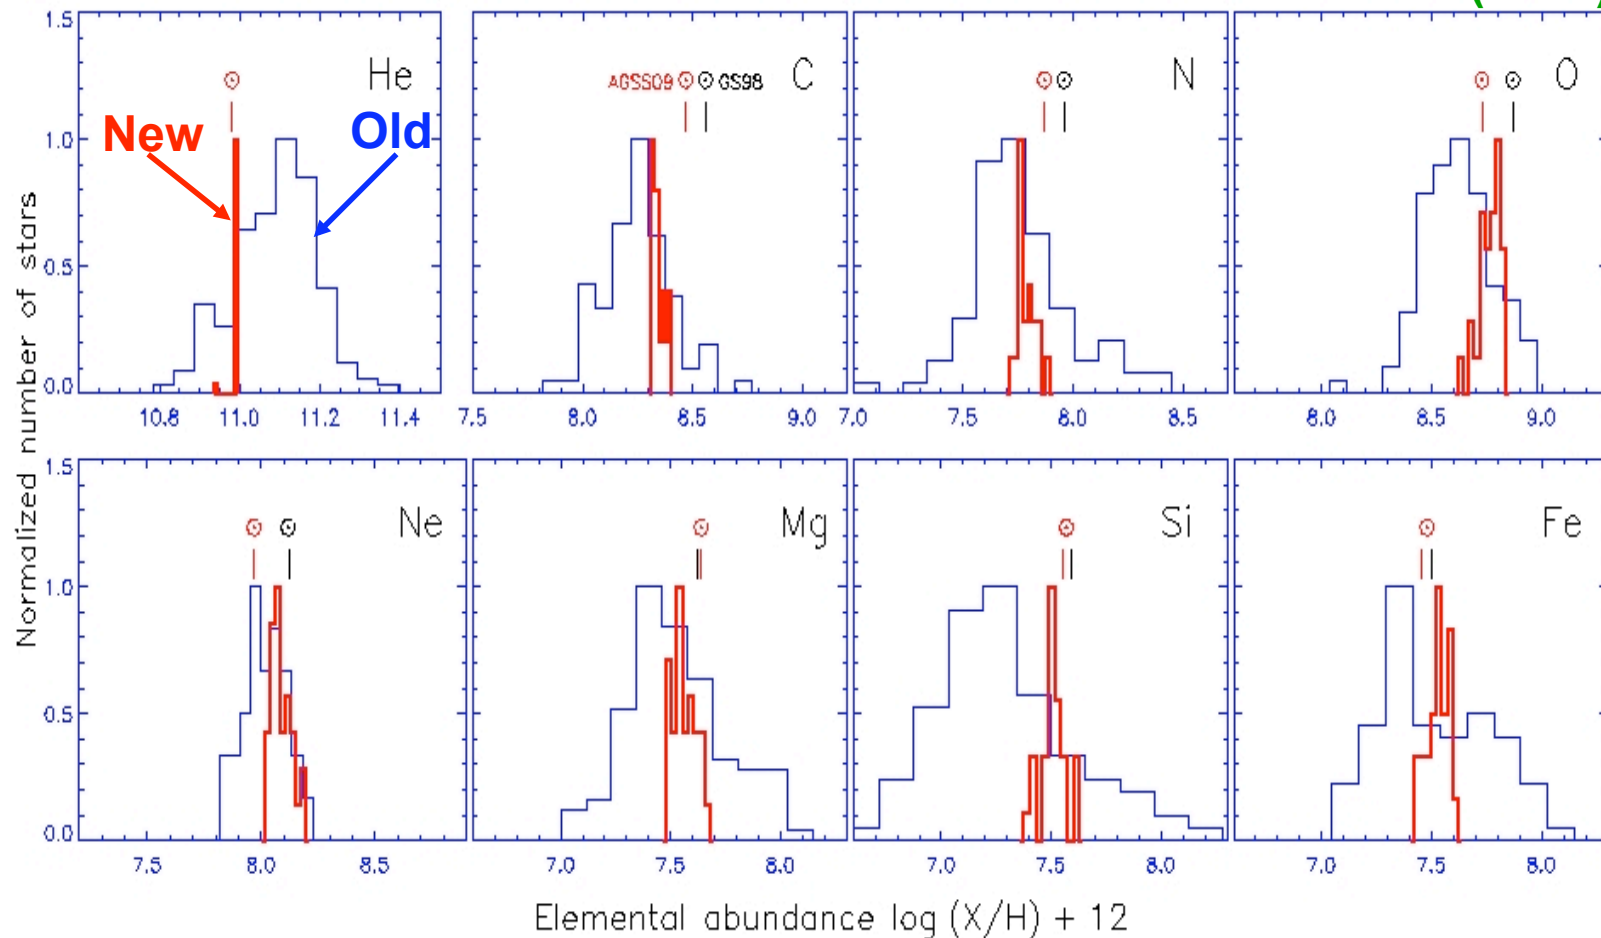 He
C
N
O
AGSS09 ⊙ ⊙ GS98
New
Old
1.5
1.0
0.5
0.0
10.8 11.0 11.2 11.4
7.5 8.0 8.5 9.0
7.0 7.5 8.0 8.5
8.0 8.5 9.0
Normalized number of stars
Ne
Mg
Si
Fe
1.5
1.0
0.5
0.0
7.5 8.0 8.5
7.0 7.5 8.0
7.0 7.5 8.0
7.0 7.5 8.0
Elemental abundance log (X/H) + 12